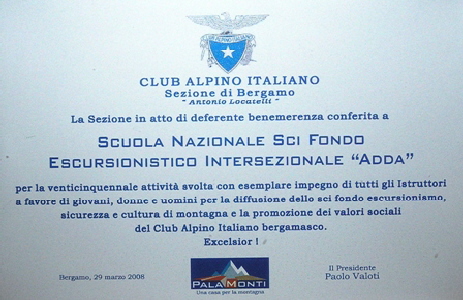 CLUB ALPINO ITALIANO
CLUB ALPINO ITALIANO
Sezione di Bergamo
~ Antonio Locatelli ~
La Sezione in atto di deferente benemerenza conferita a
SCUOLA NAZIONALE SCI FONDO
ESCURSIONISTICO INTERSEZIONALE "ADDA"
per la venticinquennale attività svolta con esemplare impegno di tutti gli Istruttori
a favore di giovani, donne e uomini per la diffusione dello sci fondo escursionismo,
sicurezza e cultura di montagna e la promozione dei valori sociali
del Club Alpino Italiano bergamasco.
Excelsior !
Bergamo, 29 marzo 2008
PALAMONTI
Una casa per la montagna
Il Presidente
Paolo Valoti